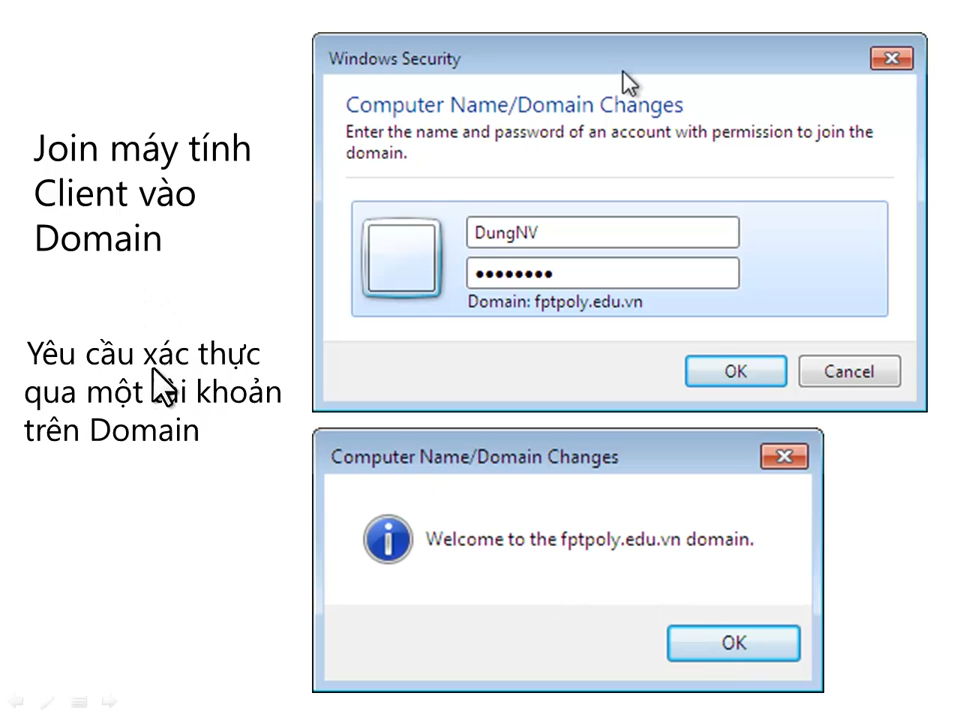 Join máy tính
Client vào
Domain
Yêu cầu xác thực
qua một tài khoản
trên Domain
Windows Security
Computer Name/Domain Changes
Enter the name and password of an account with permission to join the
domain.
DungNV
●●●●●●●●
Domain: fptpoly.edu.vn
OK
Cancel
Computer Name/Domain Changes
Welcome to the fptpoly.edu.vn domain.
OK